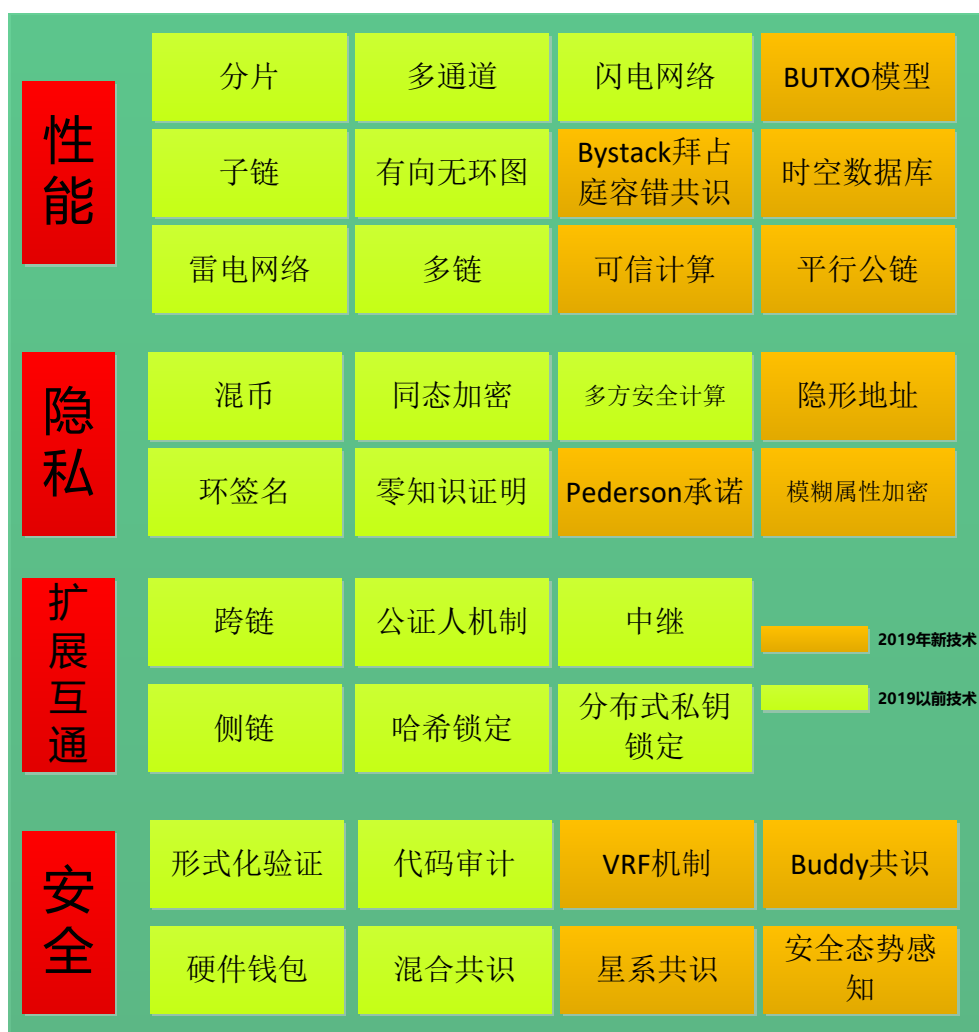 性
能
分片
多通道
闪电网络
BUTXO模型
子链
有向无环图
Bystack拜占
庭容错共识
时空数据库
雷电网络
多链
可信计算
平行公链
隐
私
混币
同态加密
多方安全计算
隐形地址
环签名
零知识证明
Pederson承诺
模糊属性加密
扩
展
互
通
跨链
公证人机制
中继
侧链
哈希锁定
分布式私钥
锁定
2019年新技术
2019以前技术
安
全
形式化验证
代码审计
VRF机制
Buddy共识
硬件钱包
混合共识
星系共识
安全态势感
知